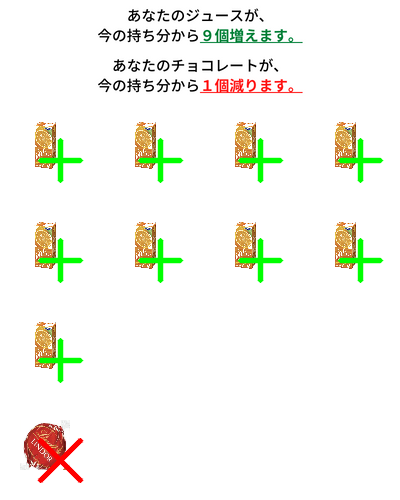 あなたのジュースが、
今の持ち分から９個増えます。
あなたのチョコレートが、
今の持ち分から１個減ります。
LINDOR